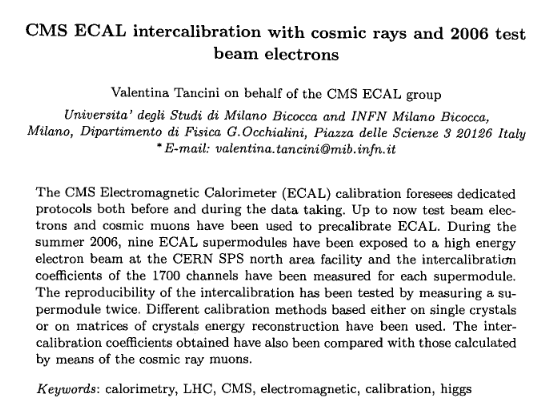 CMS ECAL intercalibration with cosmic rays and 2006 test
beam electrons
Valentina Tancini on behalf of the CMS ECAL group
Universita' degli Studi di Milano Bicocca and INFN Milano Bicocca,
Milano, Dipartimento di Fisica G.Occhialini, Piazza delle Scienze 3 20126 Italy
*E-mail: valentina.tancini@mib.infn.it
The CMS Electromagnetic Calorimeter (ECAL) calibration foresees dedicated
protocols both before and during the data taking. Up to now test beam elec-
trons and cosmic muons have been used to precalibrate ECAL. During the
summer 2006, nine ECAL supermodules have been exposed to a high energy
electron beam at the CERN SPS north area facility and the intercalibration
coefficients of the 1700 channels have been measured for each supermodule.
The reproducibility of the intercalibration has been tested by measuring a su-
permodule twice. Different calibration methods based either on single crystals
or on matrices of crystals energy reconstruction have been used. The inter-
calibration coefficients obtained have also been compared with those calculated
by means of the cosmic ray muons.
Keywords: calorimetry, LHC, CMS, electromagnetic, calibration, higgs